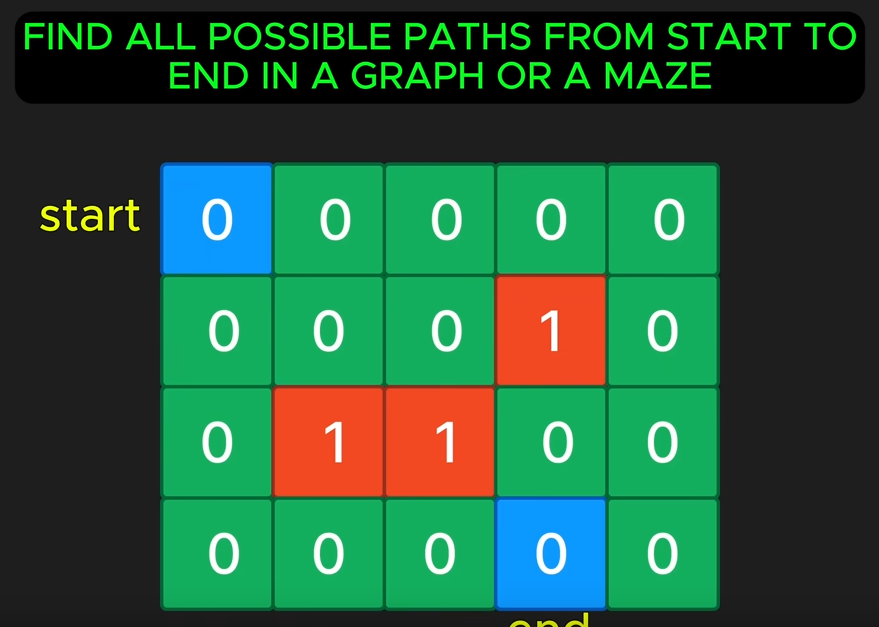 FIND ALL POSSIBLE PATHS FROM START TO
END IN A GRAPH OR A MAZE
start 0 0 0 0 0
0 0 0 1 0
0 1 1 0 0
0 0 0 0 0
end